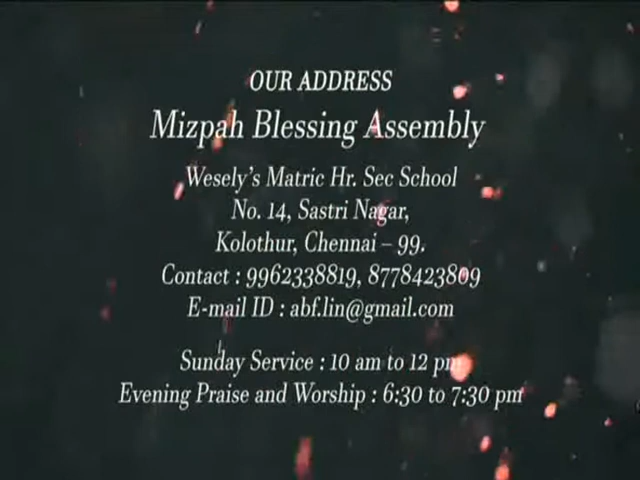 OUR ADDRESS
Mizpah Blessing Assembly
Wesely's Matric Hr. Sec School
No. 14, Sastri Nagar,
Kolothur, Chennai – 99.
Contact : 9962338819, 8778423809
E-mail ID : abf.lin@gmail.com
Sunday Service : 10 am to 12 pm
Evening Praise and Worship : 6:30 to 7:30 pm